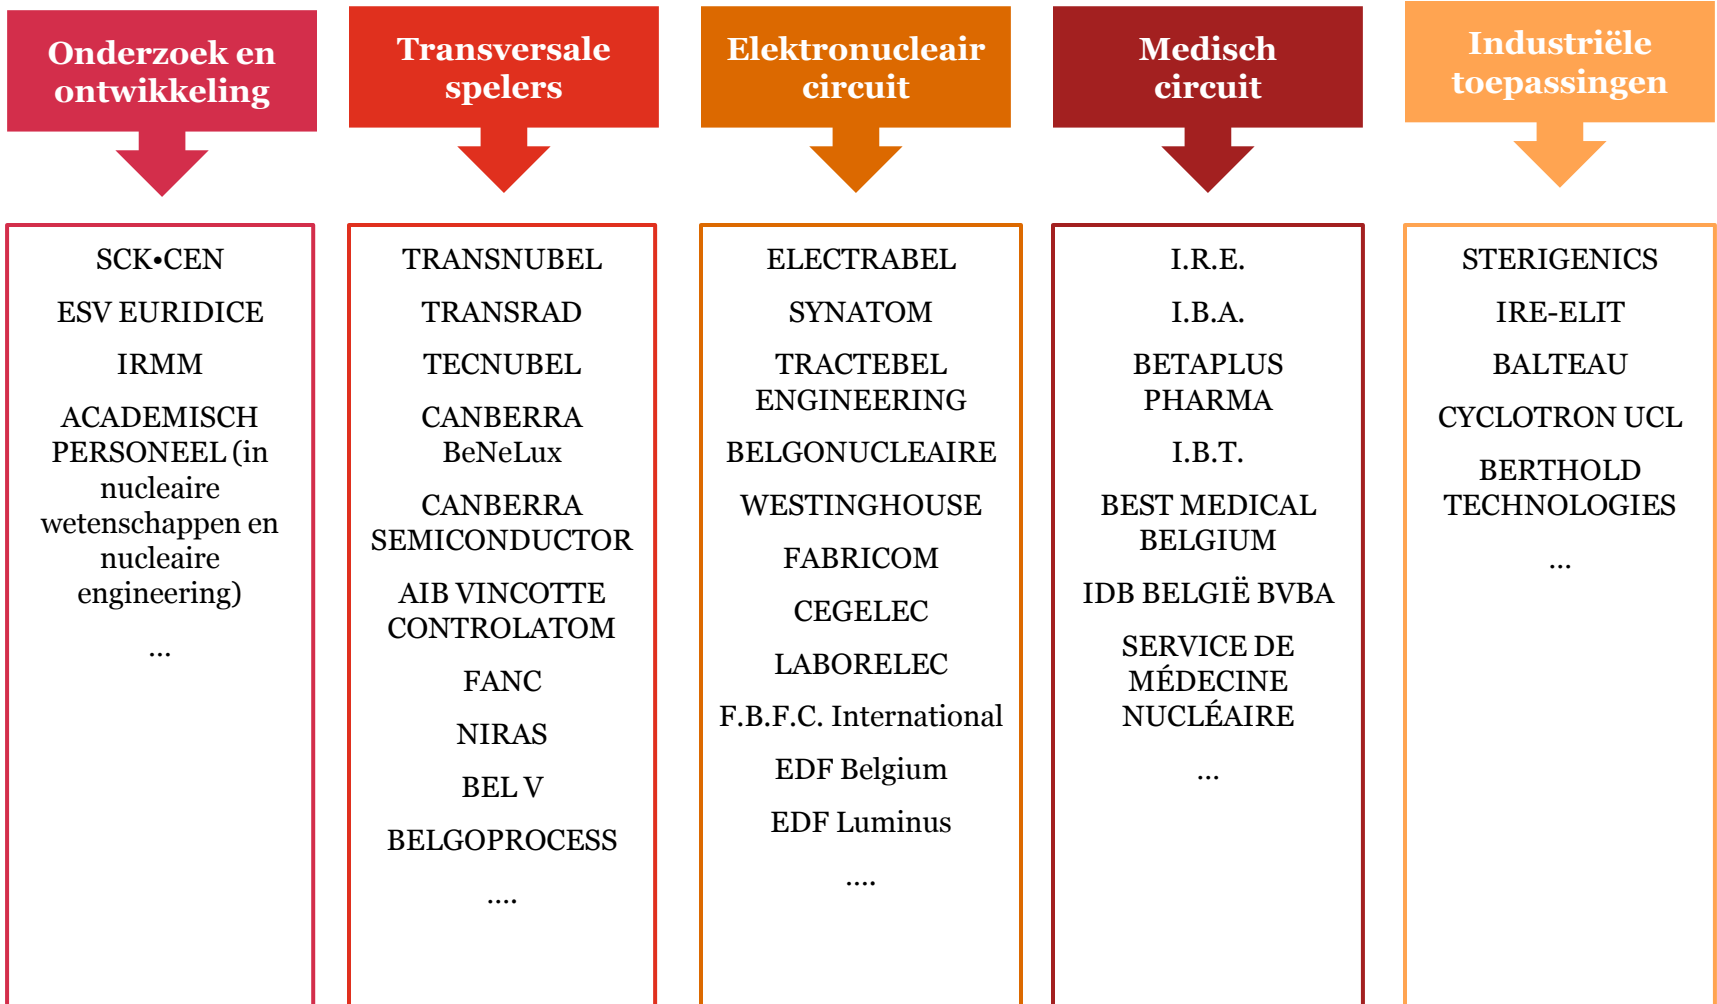 Onderzoek en
ontwikkeling
Transversale
spelers
Elektronucleair
circuit
Medisch
circuit
Industriële
toepassingen
SCK•CEN
ESV EURIDICE
IRMM
ACADEMISCH
PERSONEEL (in
nucleaire
wetenschappen en
nucleaire
engineering)
...
TRANSNUBEL
TRANSRAD
TECNUBEL
CANBERRA
BeNeLux
CANBERRA
SEMICONDUCTOR
AIB VINCOTTE
CONTROLATOM
FANC
NIRAS
BEL V
BELGOPROCESS
....
ELECTRABEL
SYNATOM
TRACTEBEL
ENGINEERING
BELGONUCLEAIRE
WESTINGHOUSE
FABRICOM
CEGELEC
LABORELEC
F.B.F.C. International
EDF Belgium
EDF Luminus
....
I.R.E.
I.B.A.
BETAPLUS
PHARMA
I.B.T.
BEST MEDICAL
BELGIUM
IDB BELGIË BVBA
SERVICE DE
MÉDECINE
NUCLÉAIRE
...
STERIGENICS
IRE-ELIT
BALTEAU
CYCLOTRON UCL
BERTHOLD
TECHNOLOGIES
...